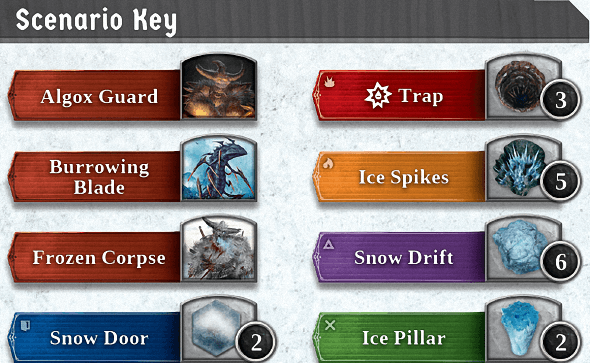 Scenario Key
Algox Guard
Burrowing
Blade
Frozen Corpse
Snow Door
2
Trap
3
Ice Spikes
5
Snow Drift
6
Ice Pillar
2